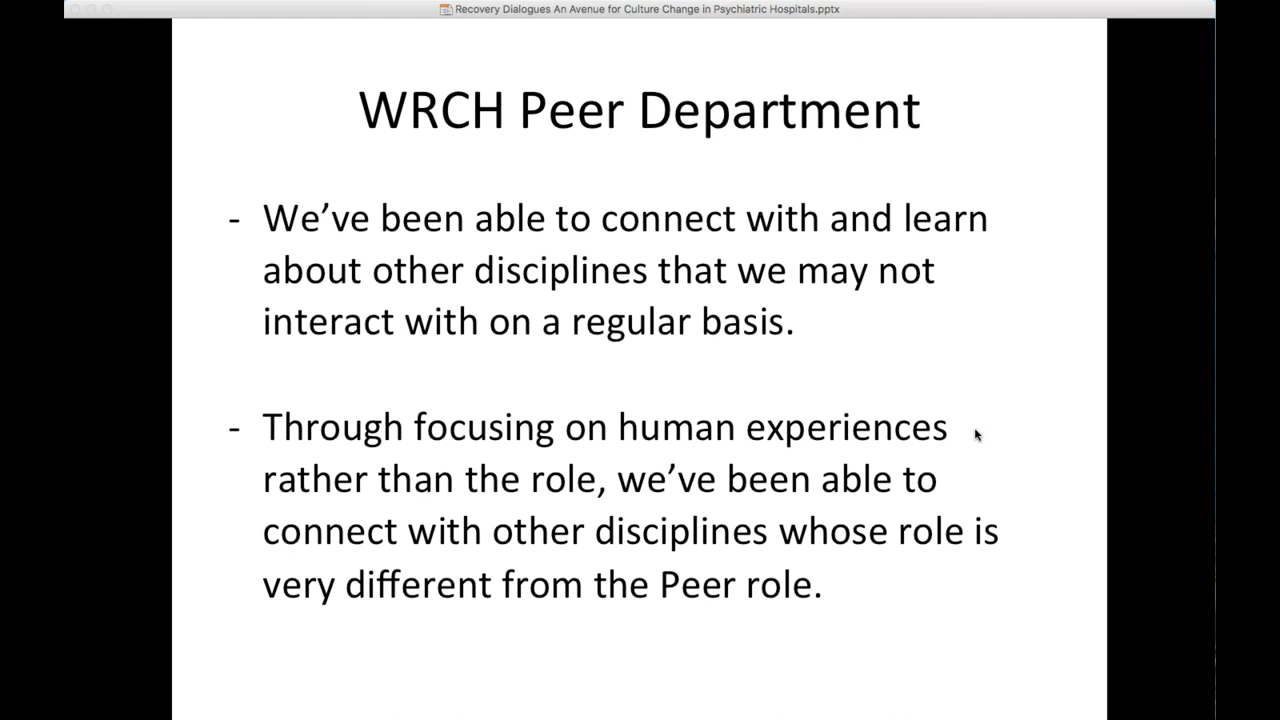 Recovery Dialogues An Avenue for Culture Change in Psychiatric Hospitals.pptx
WRCH Peer Department
- We’ve been able to connect with and learn
about other disciplines that we may not
interact with on a regular basis.
- Through focusing on human experiences
rather than the role, we’ve been able to
connect with other disciplines whose role is
very different from the Peer role.